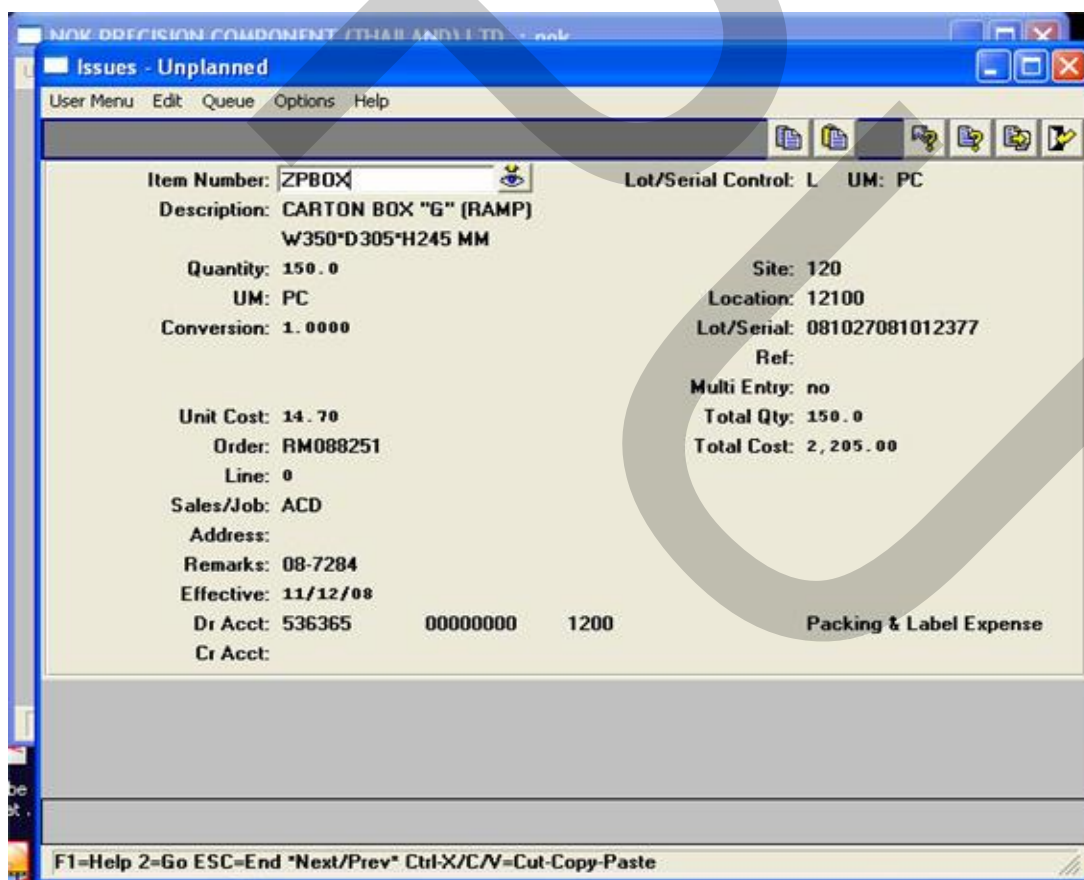 NOK PRECISION COMPONENT (THAILAND) LTD. : nok
Issues - Unplanned
User Menu Edit Queue Options Help
Item Number: ZPBOX Lot/Serial Control: L UM: PC
Description: CARTON BOX "G" (RAMP)
W350*D305*H245 MM
Quantity: 150.0 Site: 120
UM: PC Location: 12100
Conversion: 1.0000 Lot/Serial: 081027081012377
Ref:
Multi Entry: no
Unit Cost: 14.70 Total Qty: 150.0
Order: RM088251 Total Cost: 2,205.00
Line: 0
Sales/Job: ACD
Address:
Remarks: 08-7284
Effective: 11/12/08
Dr Acct: 536365 00000000 1200 Packing & Label Expense
Cr Acct:
F1=Help 2=Go ESC=End *Next/Prev* Ctrl-X/C/V=Cut-Copy-Paste